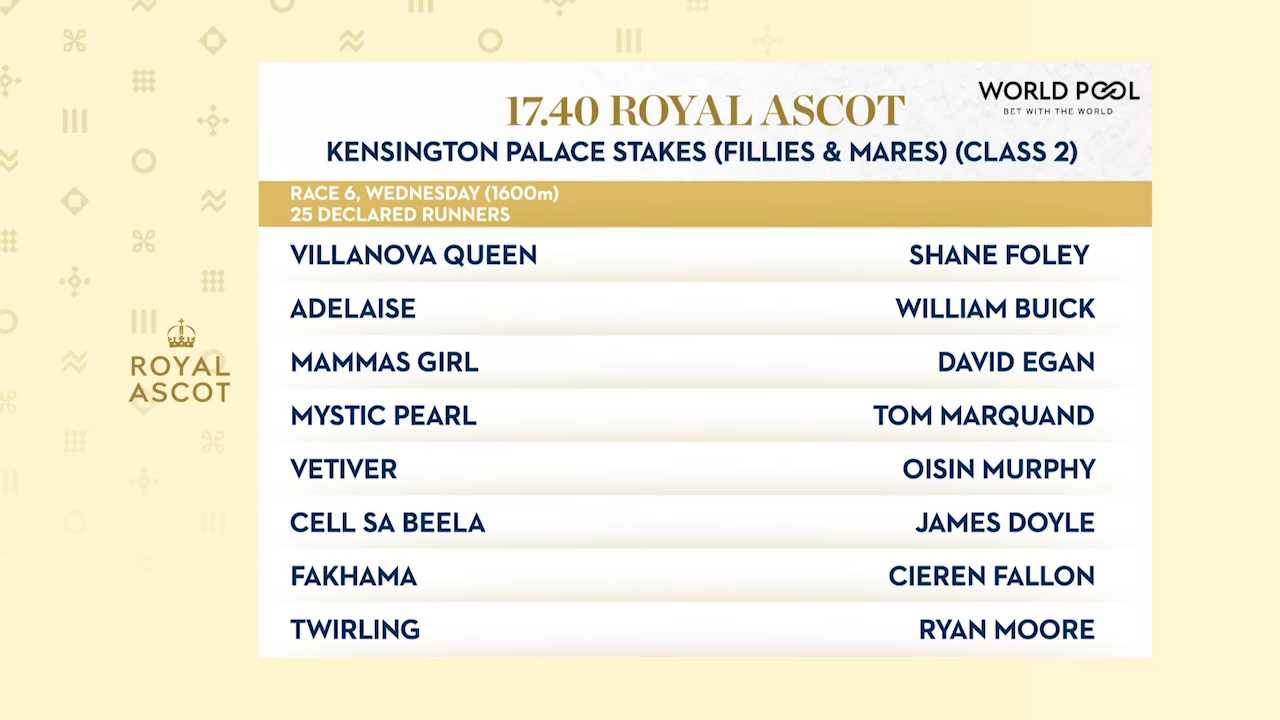 17.40 ROYAL ASCOT
WORLD POOL
BET WITH THE WORLD
KENSINGTON PALACE STAKES (FILLIES & MARES) (CLASS 2)
RACE 6, WEDNESDAY (1600m)
25 DECLARED RUNNERS
VILLANOVA QUEEN SHANE FOLEY
ADELAISE WILLIAM BUICK
MAMMAS GIRL DAVID EGAN
MYSTIC PEARL TOM MARQUAND
VETIVER OISIN MURPHY
CELL SA BEELA JAMES DOYLE
FAKHAMA CIEREN FALLON
TWIRLING RYAN MOORE
ROYAL
ASCOT